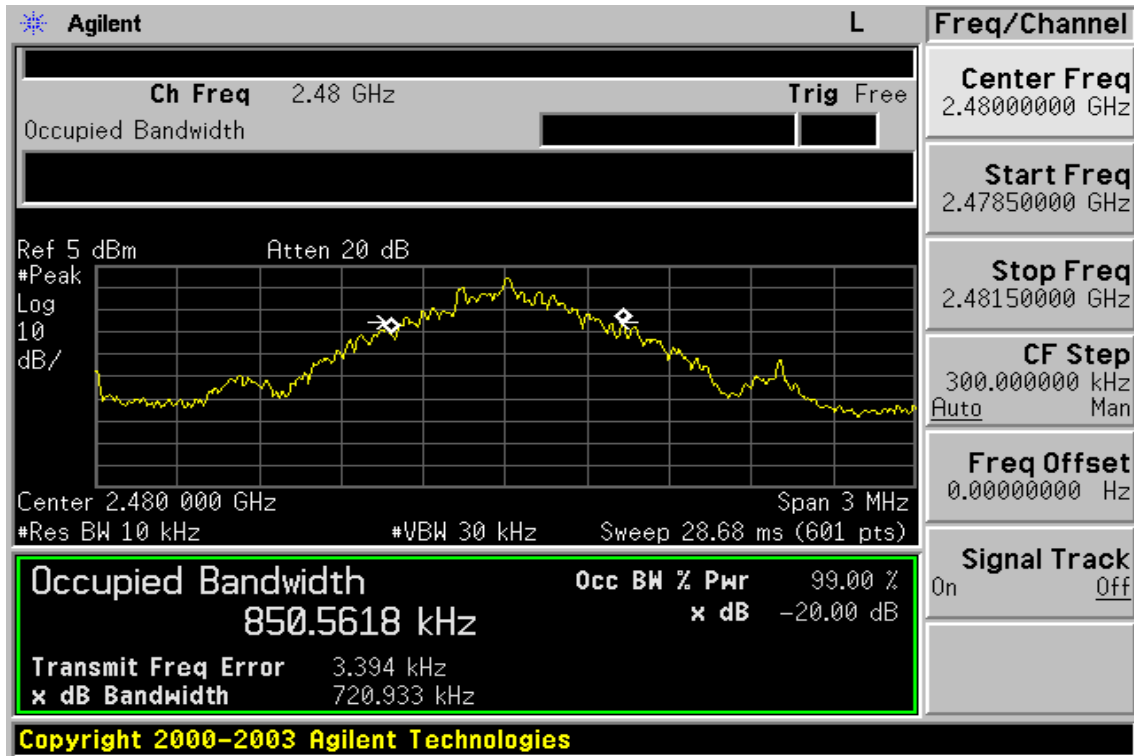 Agilent L Freq/Channel
Ch Freq 2.48 GHz Trig Free
Occupied Bandwidth
Center Freq
2.48000000 GHz
Start Freq
2.47850000 GHz
Stop Freq
2.48150000 GHz
CF Step
300.000000 kHz
Auto Man
Freq Offset
0.00000000 Hz
Signal Track
On Off
Ref 5 dBm Atten 20 dB
#Peak
Log
10
dB/
Center 2.480 000 GHz Span 3 MHz
#Res BW 10 kHz #VBW 30 kHz Sweep 28.68 ms (601 pts)
Occupied Bandwidth Occ BW % Pwr 99.00 %
850.5618 kHz x dB -20.00 dB
Transmit Freq Error 3.394 kHz
x dB Bandwidth 720.933 kHz
Copyright 2000-2003 Agilent Technologies